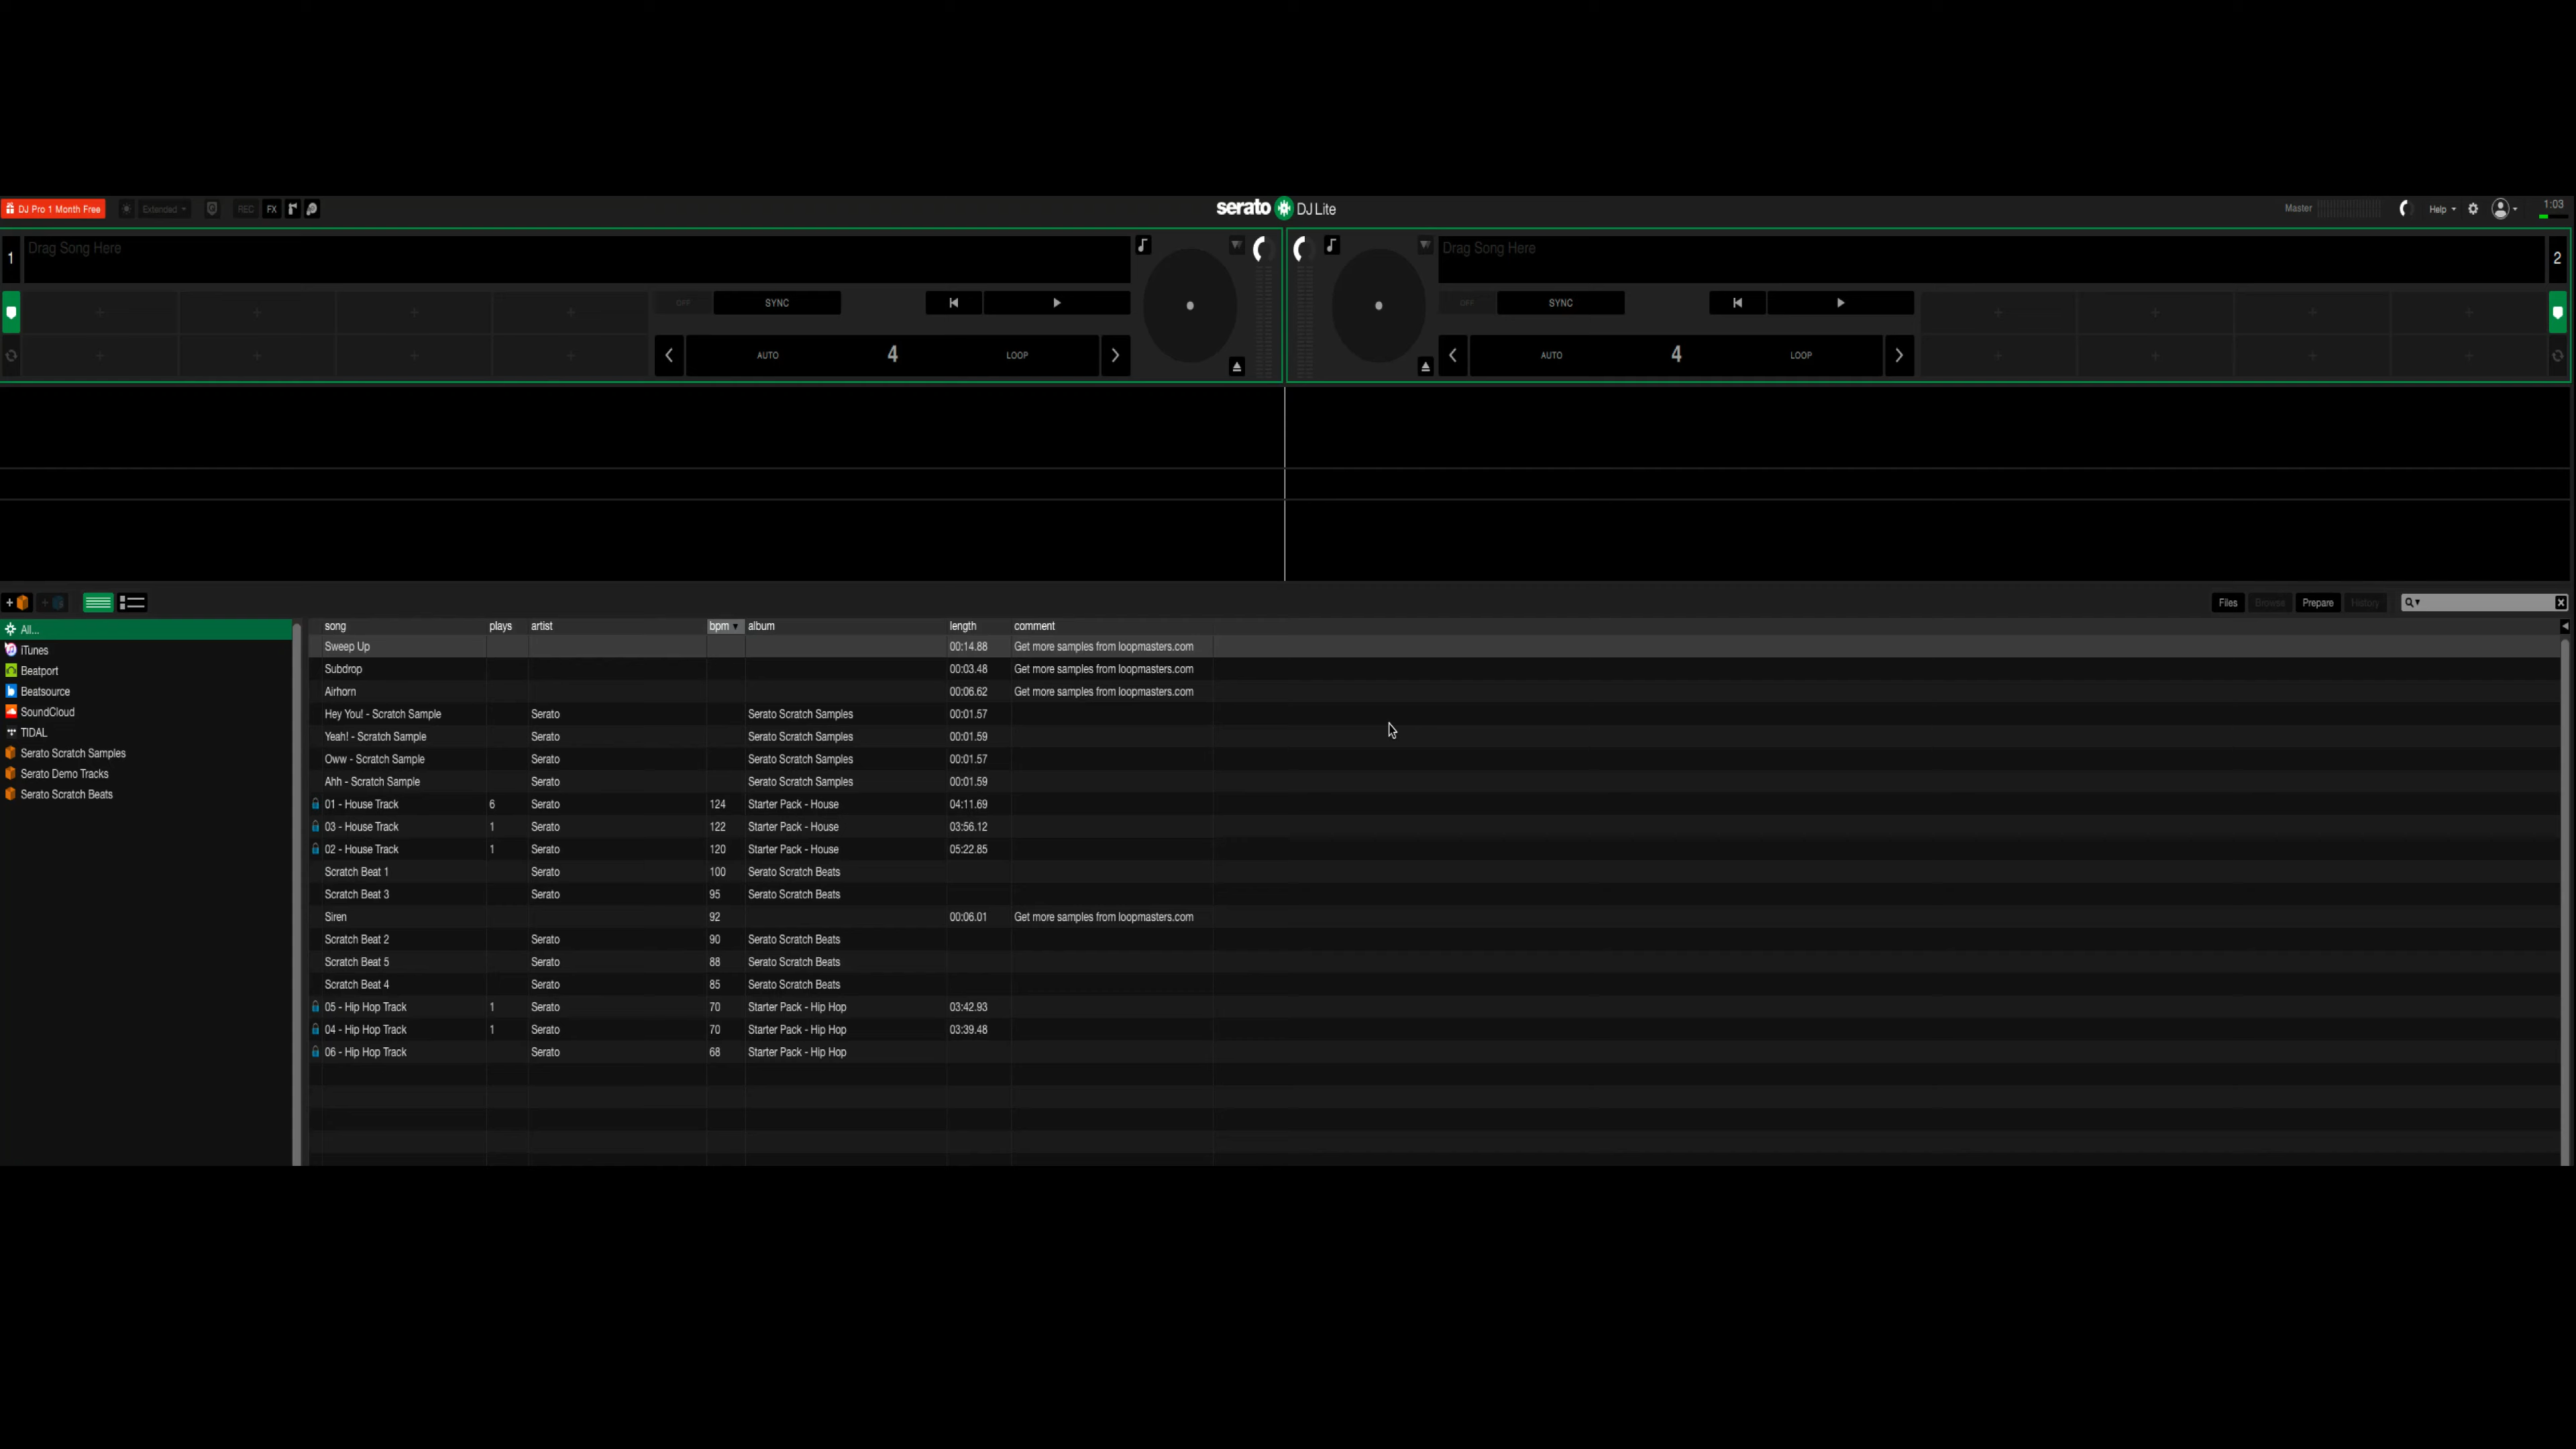 DJ Pro 1 Month Free Extended REC FX serato DJ Lite Master Help 1:03
1 Drag Song Here Drag Song Here 2
OFF SYNC OFF SYNC
AUTO 4 LOOP AUTO 4 LOOP
Files Browse Prepare History
song plays artist bpm album length comment
All...
iTunes
Beatport
Beatsource
SoundCloud
TIDAL
Serato Scratch Samples
Serato Demo Tracks
Serato Scratch Beats
Sweep Up 00:14.88 Get more samples from loopmasters.com
Subdrop 00:03.48 Get more samples from loopmasters.com
Airhorn 00:06.62 Get more samples from loopmasters.com
Hey You! - Scratch Sample Serato Serato Scratch Samples 00:01.57
Yeah! - Scratch Sample Serato Serato Scratch Samples 00:01.59
Oww - Scratch Sample Serato Serato Scratch Samples 00:01.57
Ahh - Scratch Sample Serato Serato Scratch Samples 00:01.59
01 - House Track 6 Serato 124 Starter Pack - House 04:11.69
03 - House Track 1 Serato 122 Starter Pack - House 03:56.12
02 - House Track 1 Serato 120 Starter Pack - House 05:22.85
Scratch Beat 1 Serato 100 Serato Scratch Beats
Scratch Beat 3 Serato 95 Serato Scratch Beats
Siren 92 00:06.01 Get more samples from loopmasters.com
Scratch Beat 2 Serato 90 Serato Scratch Beats
Scratch Beat 5 Serato 88 Serato Scratch Beats
Scratch Beat 4 Serato 85 Serato Scratch Beats
05 - Hip Hop Track 1 Serato 70 Starter Pack - Hip Hop 03:42.93
04 - Hip Hop Track 1 Serato 70 Starter Pack - Hip Hop 03:39.48
06 - Hip Hop Track Serato 68 Starter Pack - Hip Hop